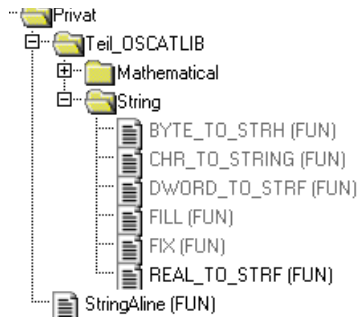 Privat
Teil_OSCATLIB
Mathematical
String
BYTE_TO_STRH (FUN)
CHR_TO_STRING (FUN)
DWORD_TO_STRF (FUN)
FILL (FUN)
FIX (FUN)
REAL_TO_STRF (FUN)
StringAline (FUN)